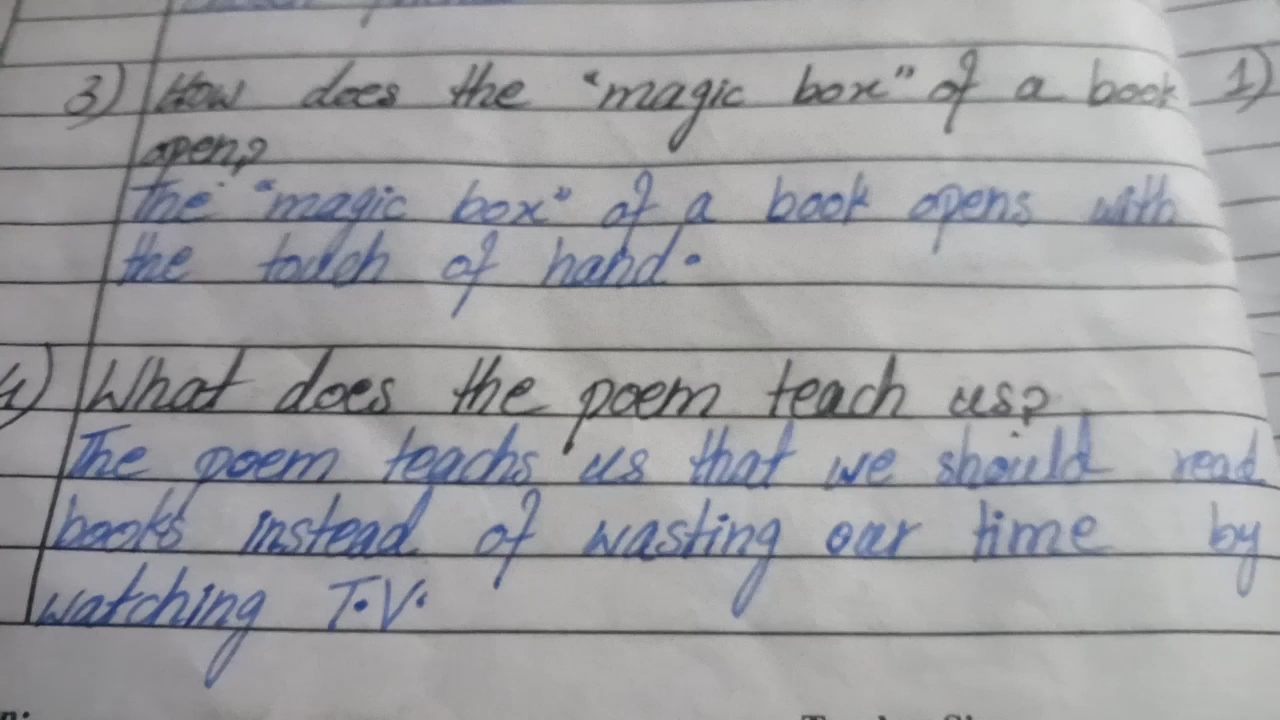 3) How does the "magic box" of a book 1)
open?
The "magic box" of a book opens with
the touch of hand.
4) What does the poem teach us?
The poem teachs us that we should read
books instead of wasting our time by
watching T.V.